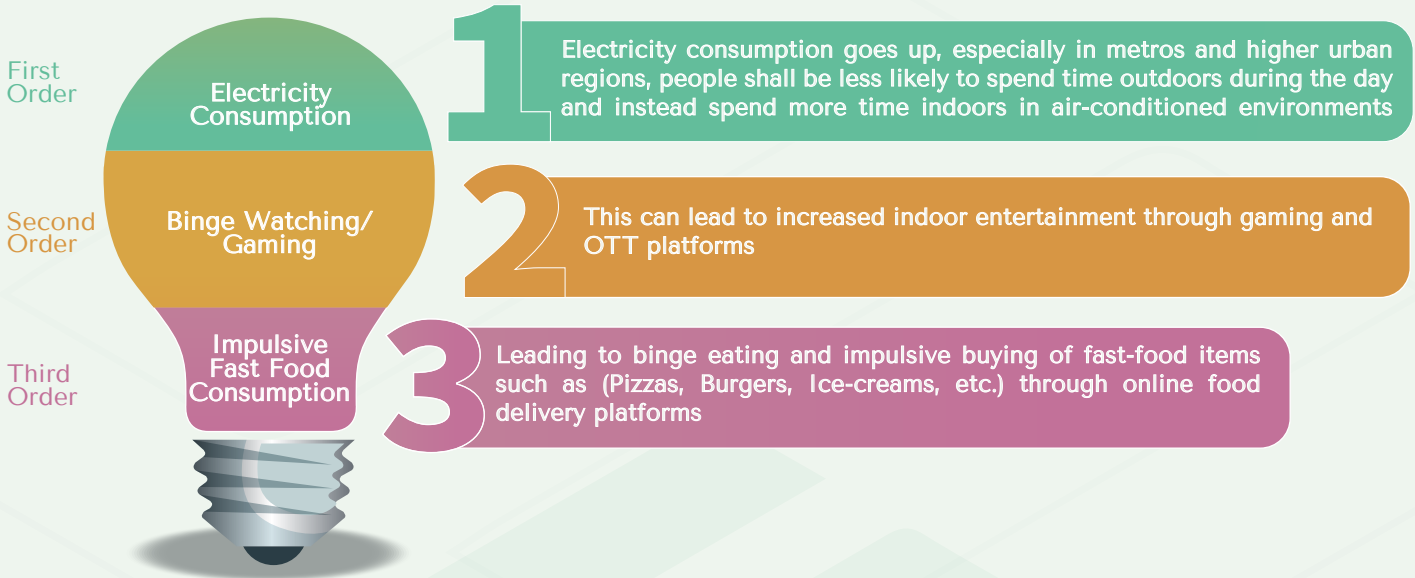 First
Order
Electricity
Consumption
1
Electricity consumption goes up, especially in metros and higher urban
regions, people shall be less likely to spend time outdoors during the day
and instead spend more time indoors in air-conditioned environments
Second
Order
Binge Watching/
Gaming
2
This can lead to increased indoor entertainment through gaming and
OTT platforms
Third
Order
Impulsive
Fast Food
Consumption
3
Leading to binge eating and impulsive buying of fast-food items
such as (Pizzas, Burgers, Ice-creams, etc.) through online food
delivery platforms